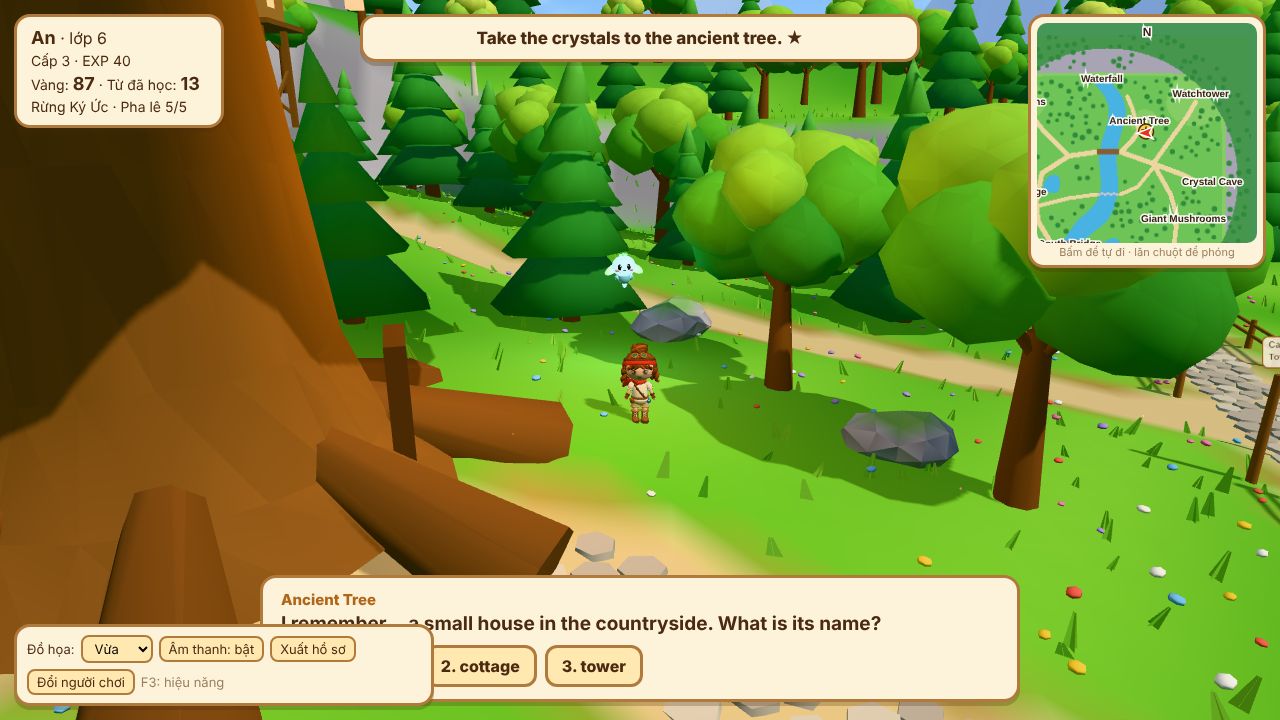 An · lớp 6
Cấp 3 · EXP 40
Vàng: 87 · Từ đã học: 13
Rừng Ký Ức · Pha lê 5/5
Take the crystals to the ancient tree. ★
N
Waterfall
Watchtower
Ancient Tree
Crystal Cave
Giant Mushrooms
South Bridge
Bấm để tự đi · lăn chuột để phóng
Ancient Tree
I remember... a small house in the countryside. What is its name?
2. cottage
3. tower
Đồ họa: Vừa Âm thanh: bật Xuất hồ sơ
Đổi người chơi F3: hiệu năng